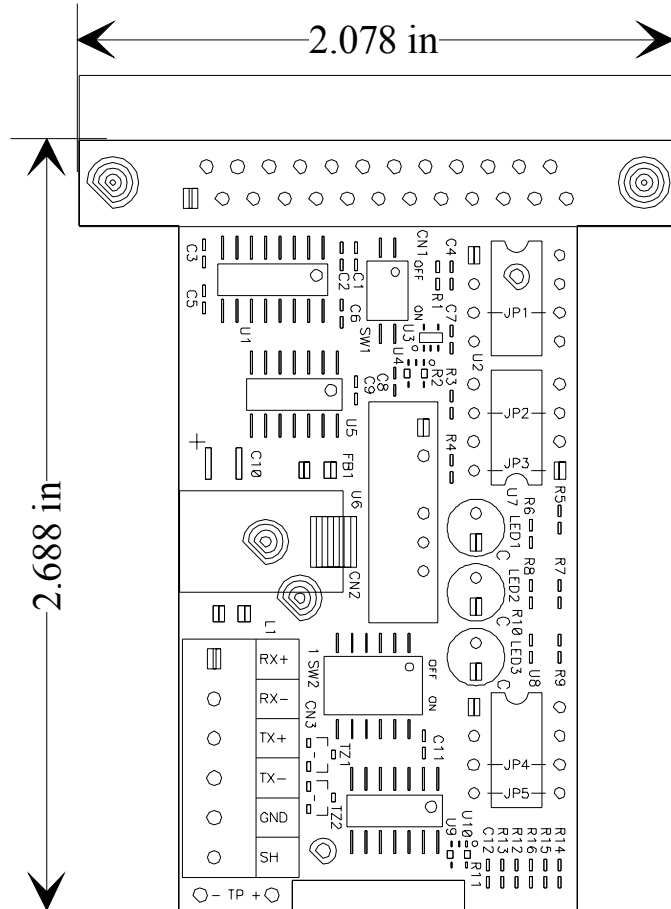 2.078 in
2.688 in
C3
C5
U1
C2
C1
C6
SW1
CN1
OFF
ON
C4
R1
C7
U3
U4
R2
U2
JP1
JP2
JP3
R3
R4
C8
C9
U5
+
C10
FB1
U6
CN2
U7
R6
R5
LED1
C
R8
R7
LED2
C
R10
LED3
C
U8
R9
L1
1
SW2
OFF
ON
CN3
RX+
RX-
TX+
TX-
GND
SH
TZ1
TZ2
C11
JP4
JP5
U9
U10
R11
C12
R13
R12
R16
R15
R14
- TP +